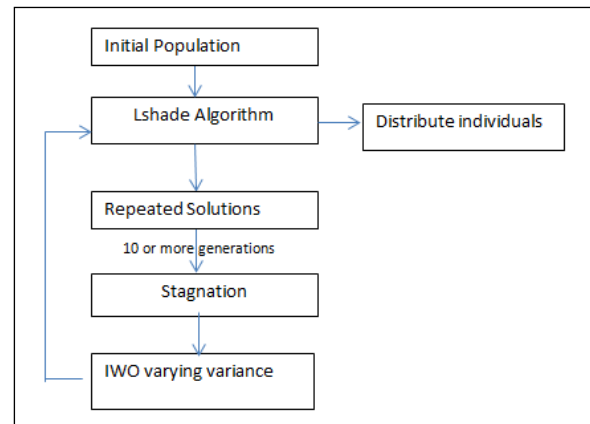 Initial Population
Lshade Algorithm
Distribute individuals
Repeated Solutions
10 or more generations
Stagnation
IWO varying variance